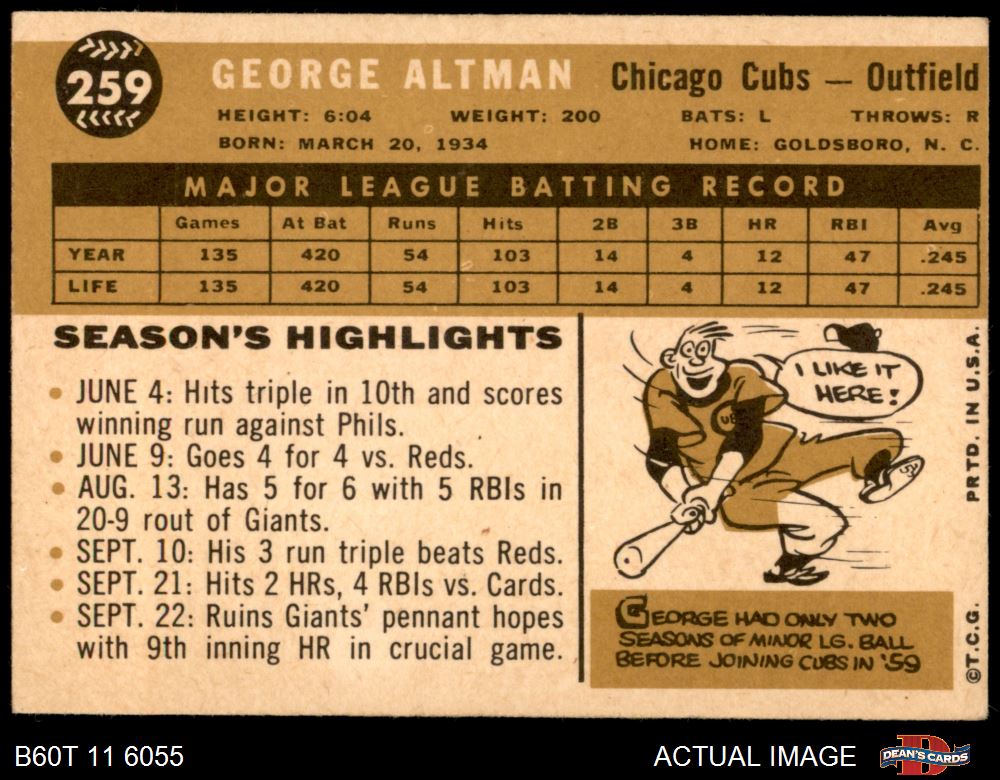 259
GEORGE ALTMAN Chicago Cubs — Outfield
HEIGHT: 6:04 WEIGHT: 200 BATS: L THROWS: R
BORN: MARCH 20, 1934 HOME: GOLDSBORO, N. C.
MAJOR LEAGUE BATTING RECORD
Games At Bat Runs Hits 2B 3B HR RBI Avg
YEAR 135 420 54 103 14 4 12 47 .245
LIFE 135 420 54 103 14 4 12 47 .245
SEASON'S HIGHLIGHTS
• JUNE 4: Hits triple in 10th and scores
winning run against Phils.
• JUNE 9: Goes 4 for 4 vs. Reds.
• AUG. 13: Has 5 for 6 with 5 RBIs in
20-9 rout of Giants.
• SEPT. 10: His 3 run triple beats Reds.
• SEPT. 21: Hits 2 HRs, 4 RBIs vs. Cards.
• SEPT. 22: Ruins Giants' pennant hopes
with 9th inning HR in crucial game.
I LIKE IT
HERE!
GEORGE HAD ONLY TWO
SEASONS OF MINOR LG. BALL
BEFORE JOINING CUBS IN '59
PRTD. IN U.S.A.
©T.C.G.
B60T 11 6055 ACTUAL IMAGE DEAN'S CARDS